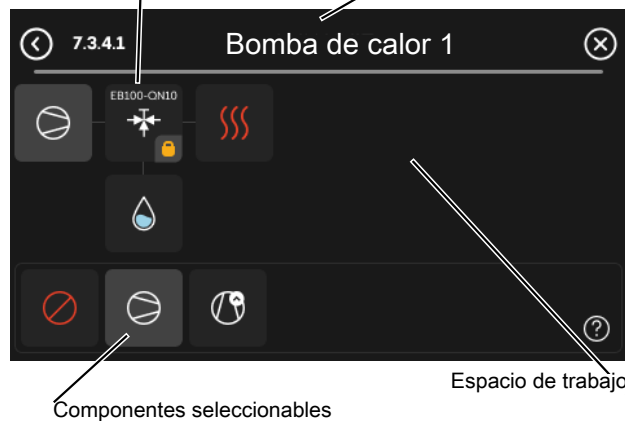 7.3.4.1 Bomba de calor 1
EB100-QN10
Espacio de trabajo
Componentes seleccionables